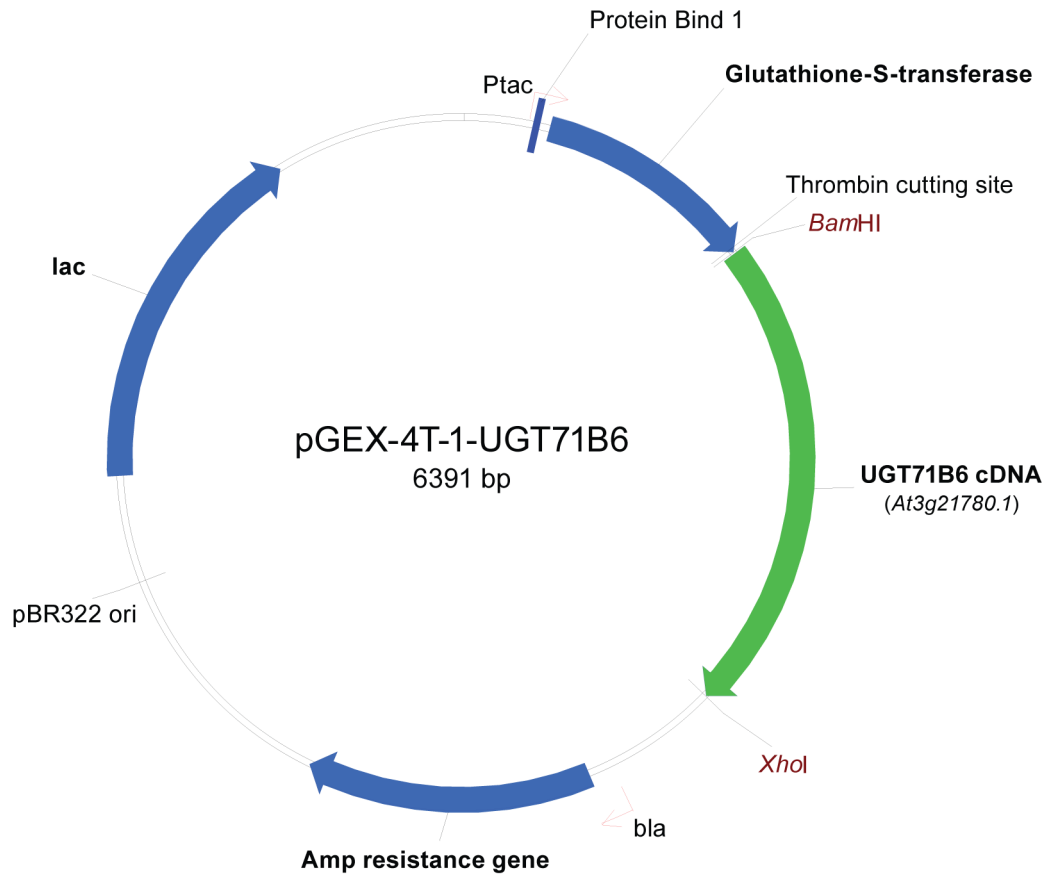 Protein Bind 1
Ptac
Glutathione-S-transferase
Thrombin cutting site
BamHI
lac
pGEX-4T-1-UGT71B6
6391 bp
UGT71B6 cDNA
(At3g21780.1)
pBR322 ori
XhoI
bla
Amp resistance gene